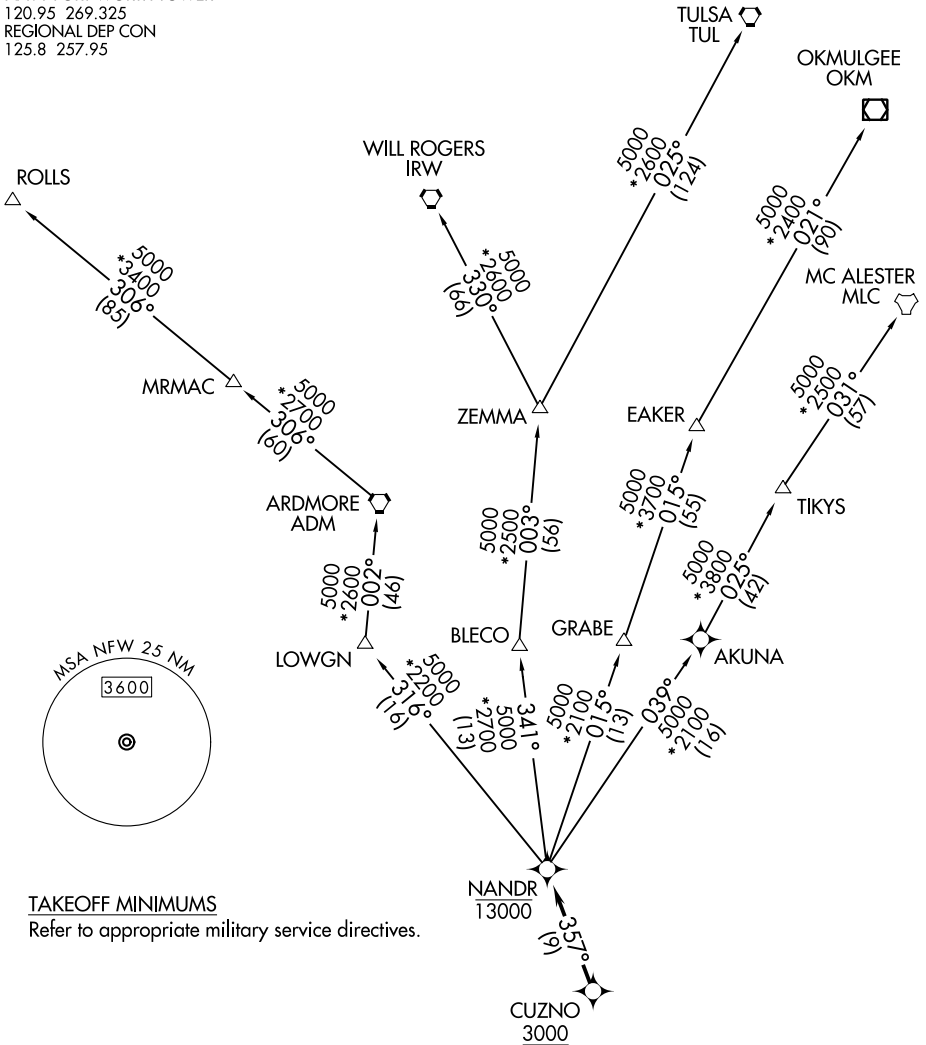 120.95 269.325
REGIONAL DEP CON
125.8 257.95
TULSA
TUL
OKMULGEE
OKM
WILL ROGERS
IRW
ROLLS
5000
*2600
025°
(124)
5000
*2400
021°
(90)
MC ALESTER
MLC
5000
*3400
306°
(85)
5000
*2600
330°
(66)
MRMAC
5000
*2700
306°
(60)
ZEMMA
EAKER
5000
*2500
031°
(57)
ARDMORE
ADM
TIKYS
5000
*2500
003°
(56)
5000
*3700
015°
(55)
5000
*2600
002°
(46)
5000
*3800
025°
(42)
LOWGN
BLECO
GRABE
AKUNA
MSA NFW 25 NM
3600
5000
*2200
316°
(16)
341°
5000
*2700
(13)
5000
*2100
015°
(13)
039°
5000
*2100
(16)
NANDR
13000
TAKEOFF MINIMUMS
Refer to appropriate military service directives.
357°
(9)
CUZNO
3000